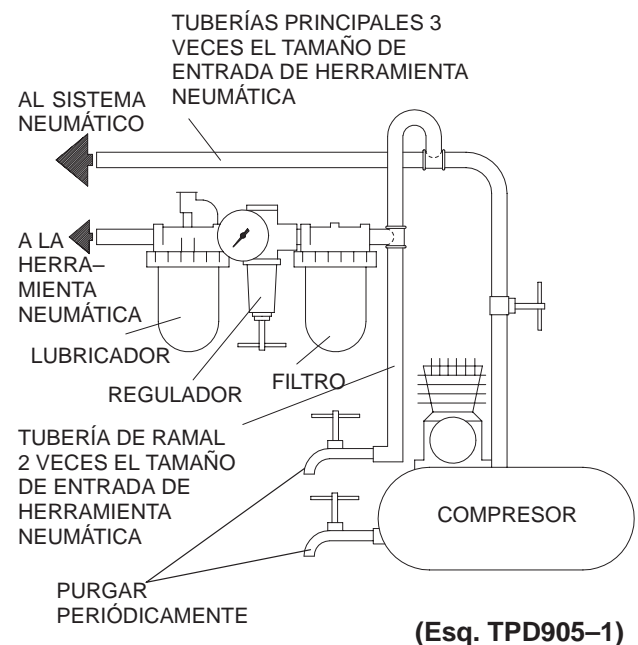 TUBERÍAS PRINCIPALES 3
VECES EL TAMAÑO DE
ENTRADA DE HERRAMIENTA
NEUMÁTICA
AL SISTEMA
NEUMÁTICO
A LA
HERRA–
MIENTA
NEUMÁTICA
LUBRICADOR
REGULADOR
FILTRO
TUBERÍA DE RAMAL
2 VECES EL TAMAÑO
DE ENTRADA DE
HERRAMIENTA
NEUMÁTICA
COMPRESOR
PURGAR
PERIÓDICAMENTE
(Esq. TPD905–1)